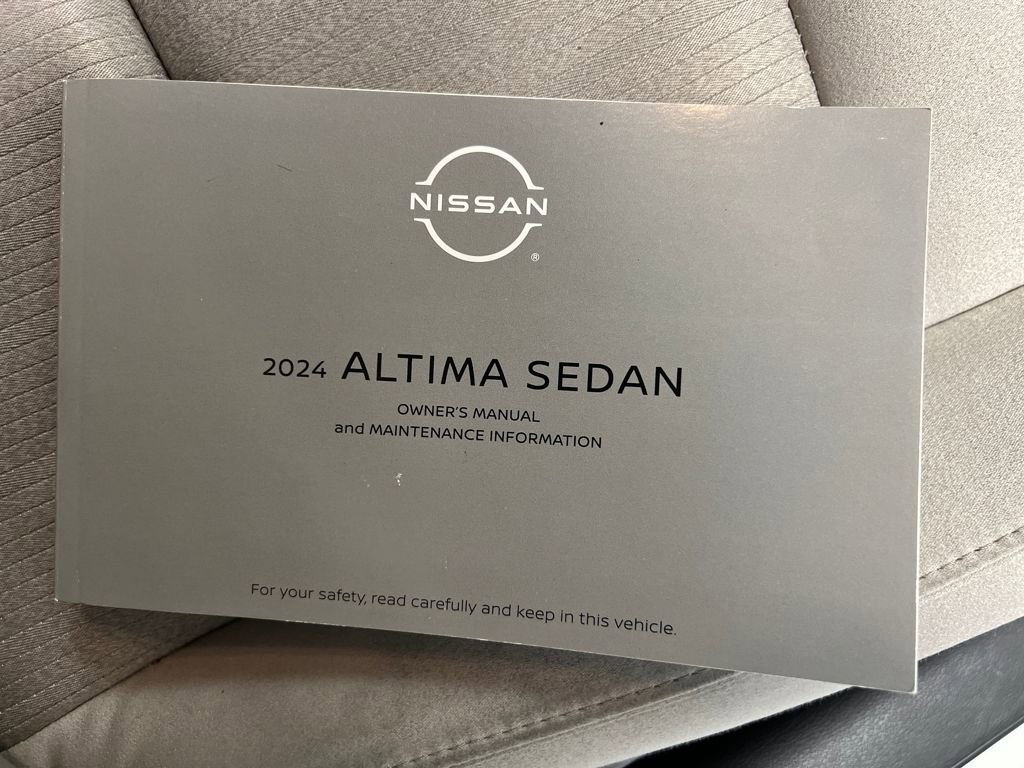 NISSAN
®
2024 ALTIMA SEDAN
OWNER'S MANUAL
and MAINTENANCE INFORMATION
For your safety, read carefully and keep in this vehicle.